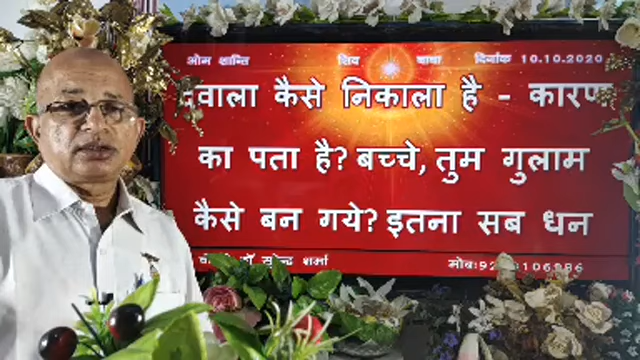 ओम शान्ति शिव बाबा दिनांक 10.10.2020
कैसे निकाला है - कारण
का पता है? बच्चे, तुम गुलाम
कैसे बन गये? इतना सब धन
शर्मा मोब: